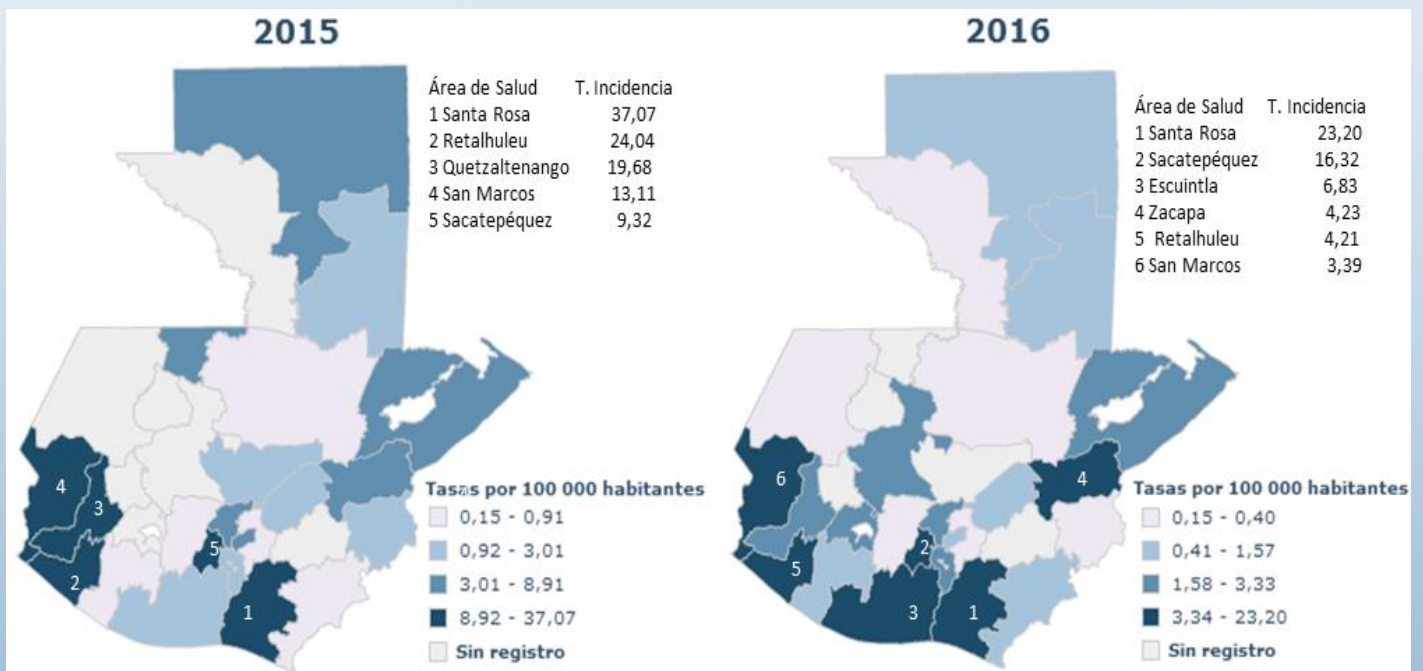 2015
Área de Salud T. Incidencia
1 Santa Rosa 37,07
2 Retalhuleu 24,04
3 Quetzaltenango 19,68
4 San Marcos 13,11
5 Sacatepéquez 9,32
4
3
2
5
1
Tasas por 100 000 habitantes
0,15 - 0,91
0,92 - 3,01
3,01 - 8,91
8,92 - 37,07
Sin registro
2016
Área de Salud T. Incidencia
1 Santa Rosa 23,20
2 Sacatepéquez 16,32
3 Escuintla 6,83
4 Zacapa 4,23
5 Retalhuleu 4,21
6 San Marcos 3,39
6
4
2
5
3
1
Tasas por 100 000 habitantes
0,15 - 0,40
0,41 - 1,57
1,58 - 3,33
3,34 - 23,20
Sin registro